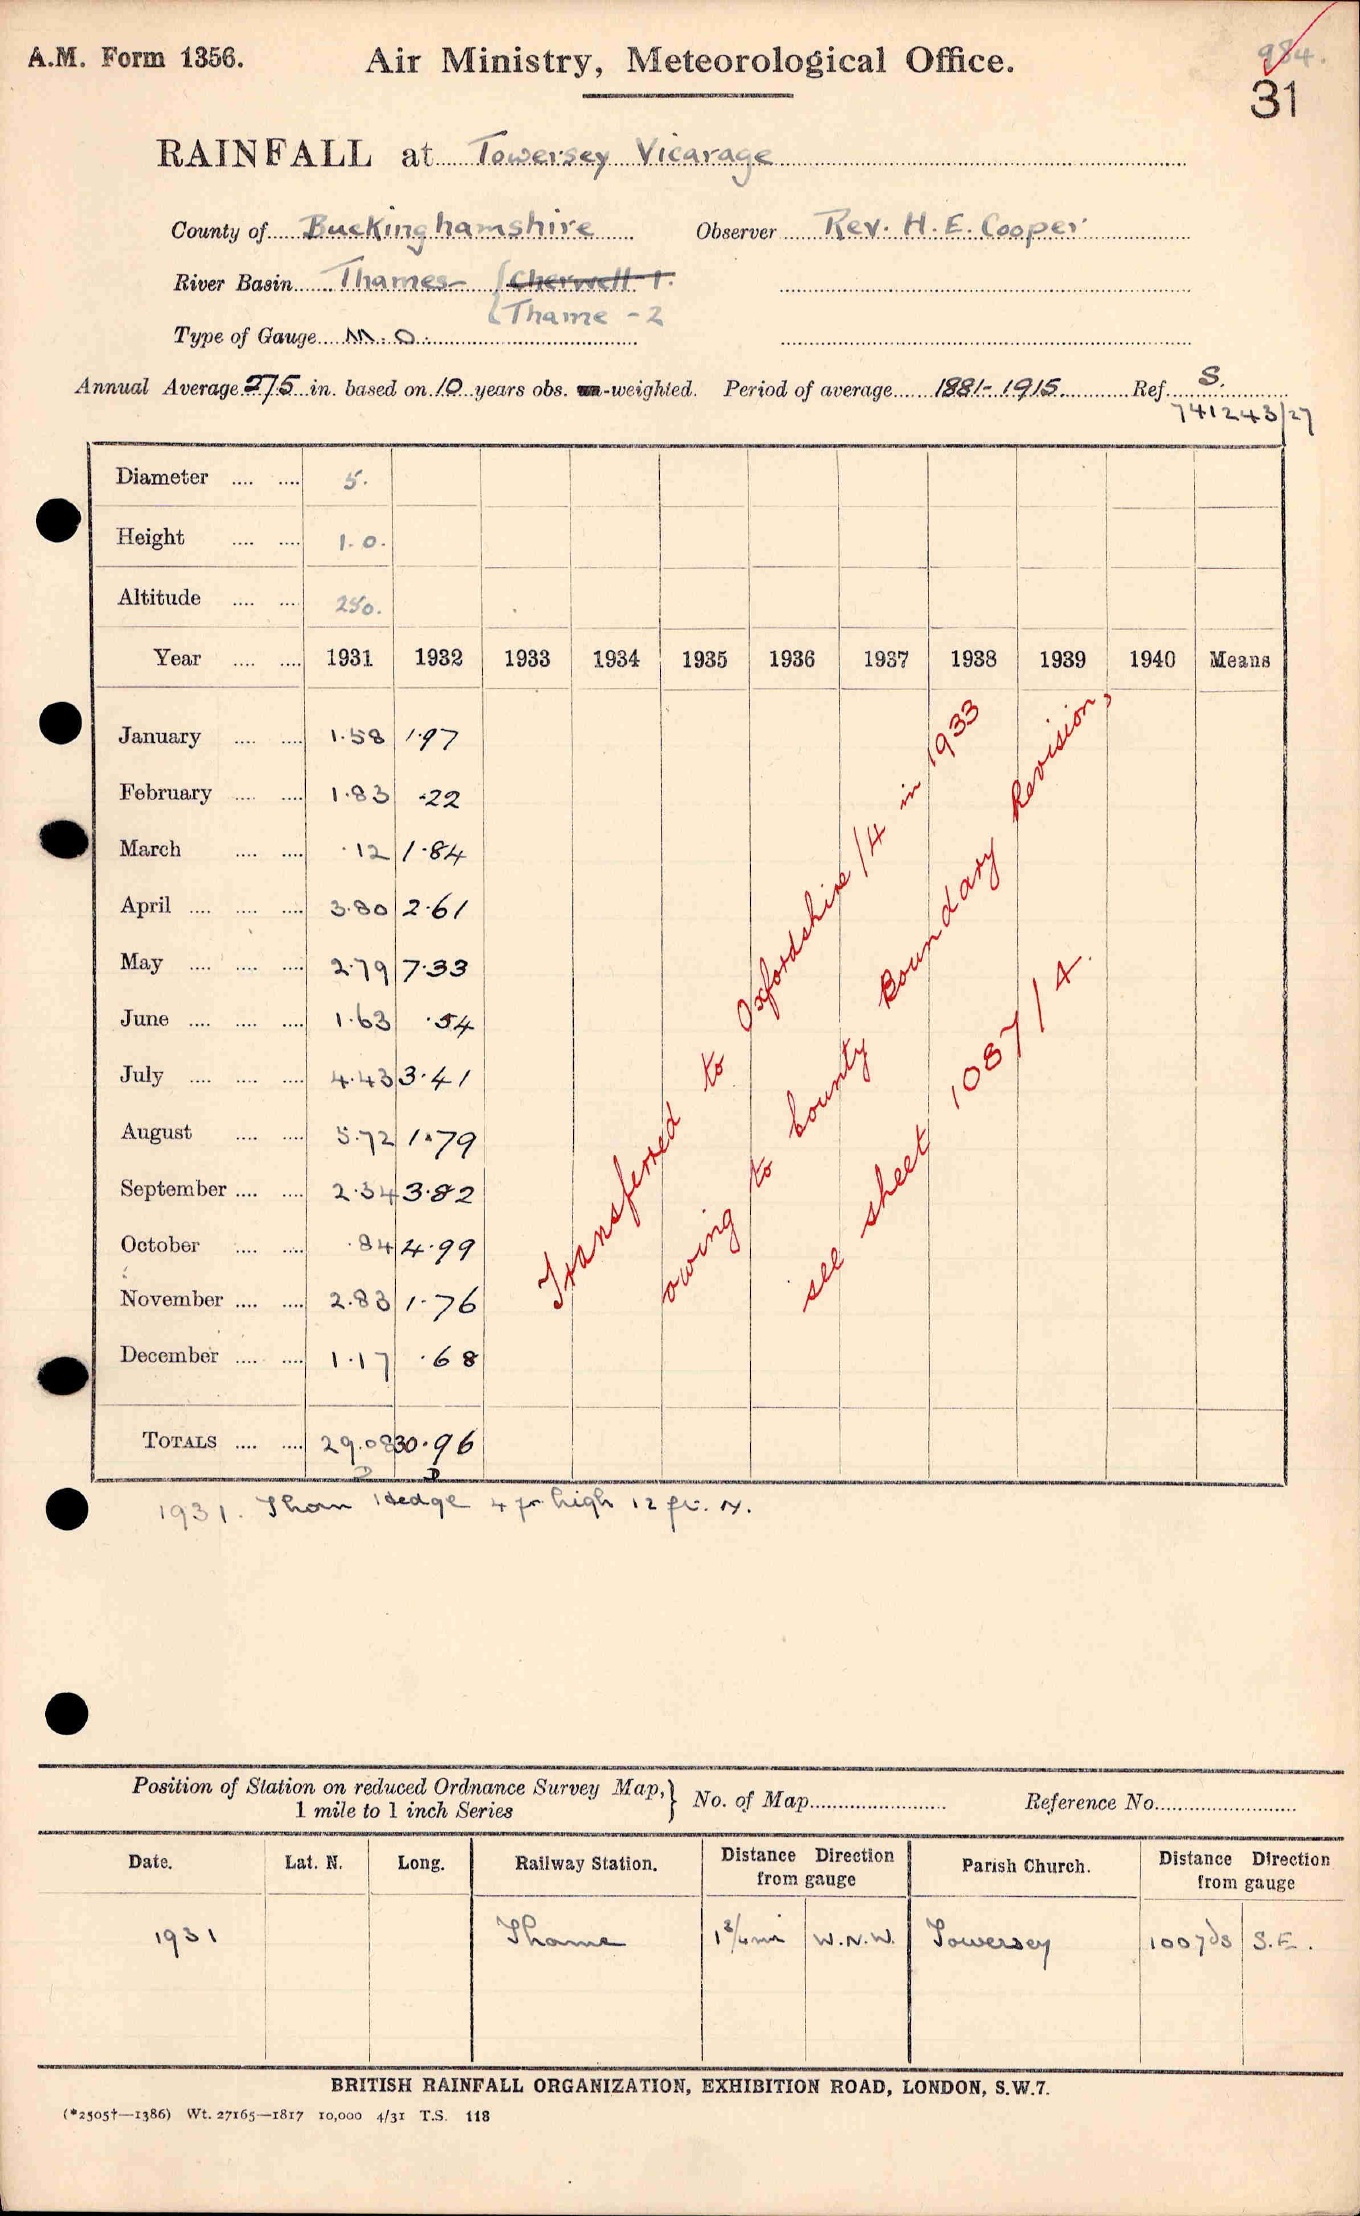 A.M. Form 1356. Air Ministry, Meteorological Office. 984.
31
RAINFALL at Towersey Vicarage
County of Buckinghamshire Observer Rev. H. E. Cooper
River Basin Thames { Cherwell-1.
Thame - 2
Type of Gauge M.O.
Annual Average 27.5 in. based on 10 years obs. -weighted. Period of average 1881-1915 Ref. S.
741243/27
Diameter .... .... 5.
Height .... .... 1.0.
Altitude .... .... 250.
Year .... .... 1931 1932 1933 1934 1935 1936 1937 1938 1939 1940 Means
January .... .... 1.58 1.97
February .... .... 1.83 .22
March .... .... .12 1.84
April .... .... .... 3.80 2.61
May .... .... .... 2.79 7.33
June .... .... .... 1.63 .54
July .... .... .... 4.43 3.41
August .... .... 5.72 1.79
September .... .... 2.34 3.82
October .... .... .84 4.99
November .... .... 2.83 1.76
December .... .... 1.17 .68
TOTALS .... .... 29.08 30.96
D D
Transferred to Oxfordshire/4 in 1933
owing to County Boundary Revision,
see sheet 1087/4.
1931. Thorn Hedge 4 ft. high 12 ft. N.
Position of Station on reduced Ordnance Survey Map, } No. of Map Reference No.
1 mile to 1 inch Series
Date. Lat. N. Long. Railway Station. Distance from gauge Direction Parish Church. Distance from gauge Direction
1931 Thame 1 3/4 mi W.N.W. Towersey 100 yds S.E.
BRITISH RAINFALL ORGANIZATION, EXHIBITION ROAD, LONDON, S.W.7.
(*2505†—1386) Wt. 27165—1817 10,000 4/31 T.S. 118